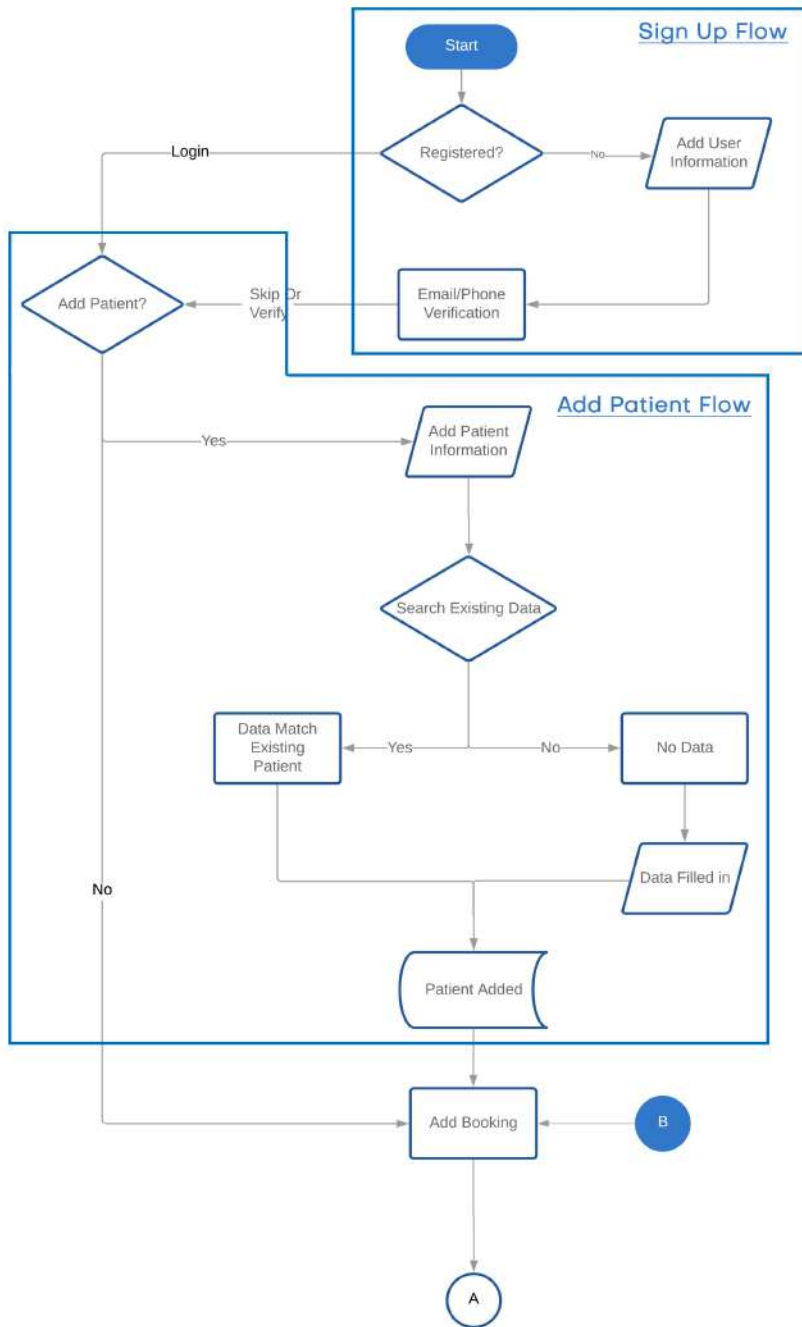 Sign Up Flow
Start
Login
Registered?
No
Add User
Information
Add Patient?
Skip Or
Verify
Email/Phone
Verification
Add Patient Flow
Yes
Add Patient
Information
Search Existing Data
Data Match
Existing
Patient
Yes
No
No Data
No
Data Filled in
Patient Added
Add Booking
B
A